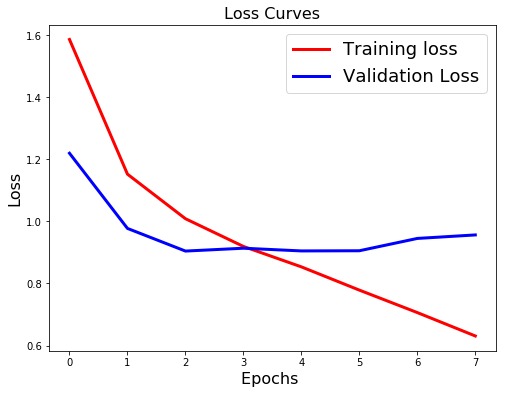 Loss Curves
1.6
1.4
1.2
1.0
0.8
0.6
Loss
Training loss
Validation Loss
0 1 2 3 4 5 6 7
Epochs